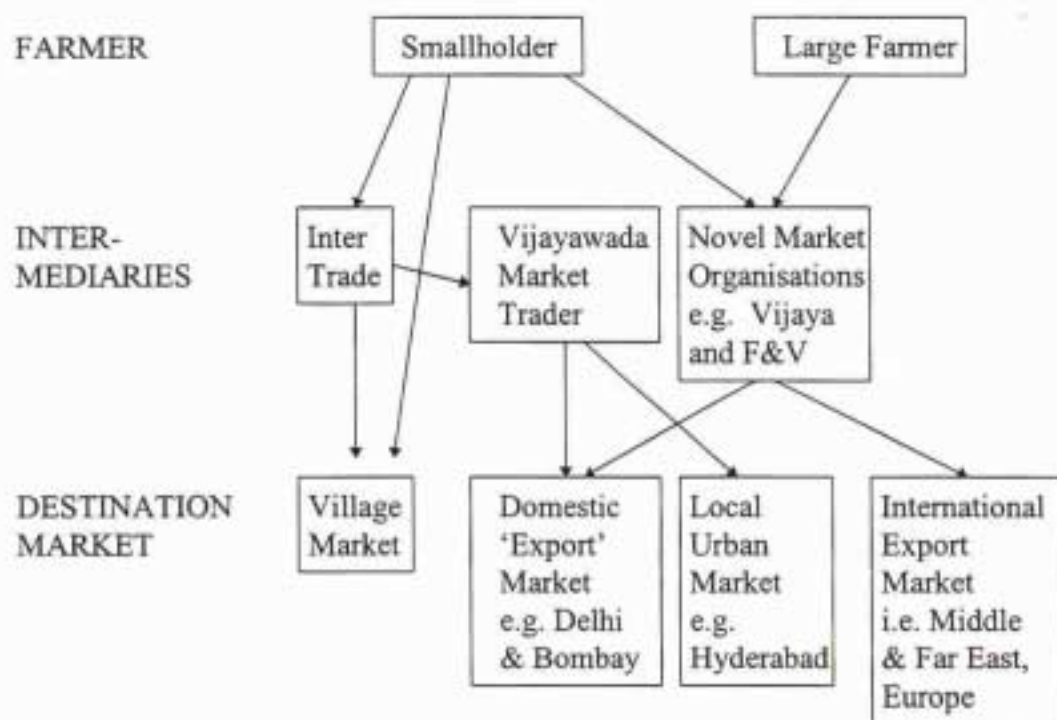 FARMER
Smallholder
Large Farmer
INTER-
MEDIARIES
Inter
Trade
Vijayawada
Market
Trader
Novel Market
Organisations
e.g. Vijaya
and F&V
DESTINATION
MARKET
Village
Market
Domestic
‘Export’
Market
e.g. Delhi
& Bombay
Local
Urban
Market
e.g.
Hyderabad
International
Export
Market
i.e. Middle
& Far East,
Europe